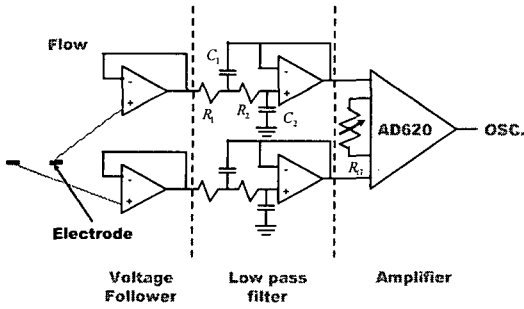 Flow
C1
-
+
R1
R2
C2
-
+
AD620
OSC.
RG
-
+
-
+
Electrode
Voltage
Follower
Low pass
filter
Amplifier